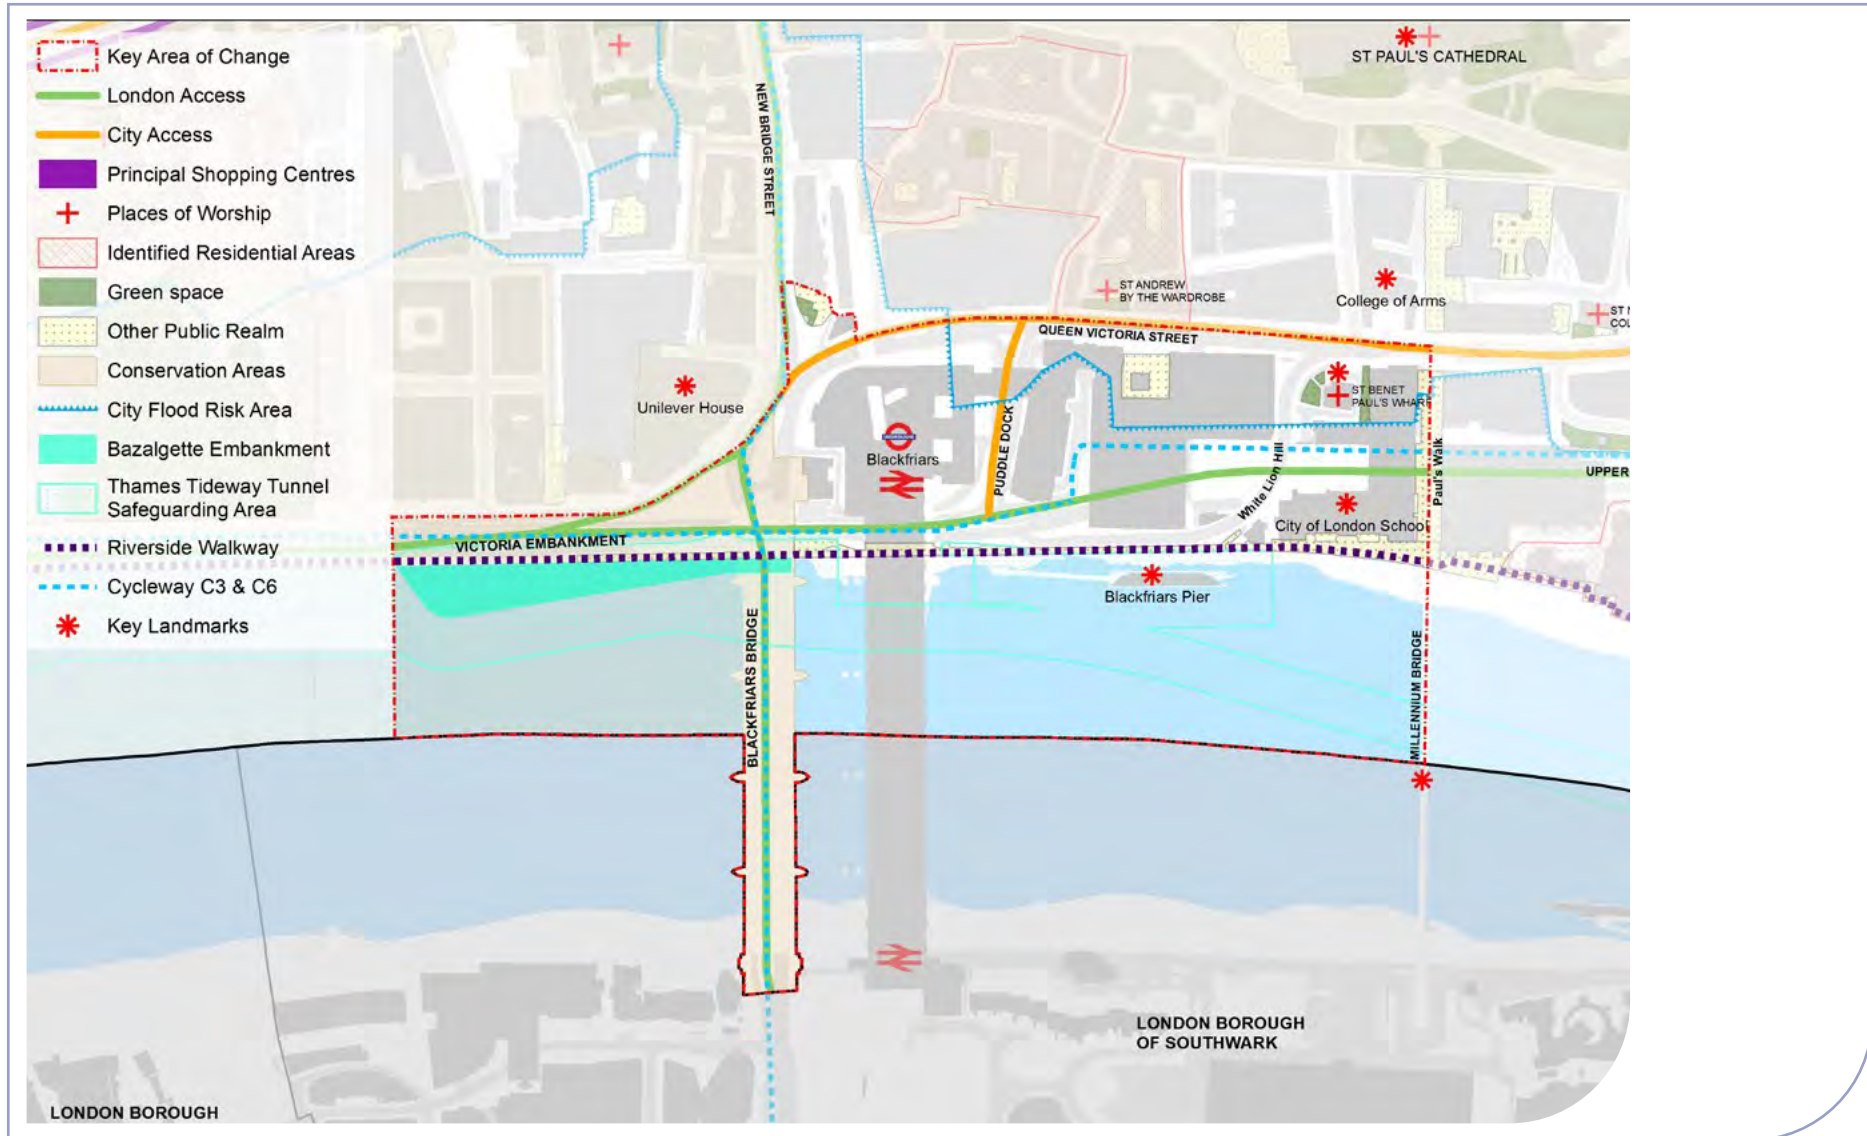 Key Area of Change
London Access
City Access
Principal Shopping Centres
Places of Worship
Identified Residential Areas
Green space
Other Public Realm
Conservation Areas
City Flood Risk Area
Bazalgette Embankment
Thames Tideway Tunnel
Safeguarding Area
Riverside Walkway
Cycleway C3 & C6
Key Landmarks
ST PAUL'S CATHEDRAL
NEW BRIDGE STREET
ST ANDREW
BY THE WARDROBE
College of Arms
ST
COL
QUEEN VICTORIA STREET
Unilever House
ST BENET
PAUL'S WHARF
Blackfriars
PUDDLE DOCK
White Lion Hill
Paul's Walk
UPPER
City of London School
VICTORIA EMBANKMENT
Blackfriars Pier
BLACKFRIARS BRIDGE
MILLENNIUM BRIDGE
LONDON BOROUGH
OF SOUTHWARK
LONDON BOROUGH